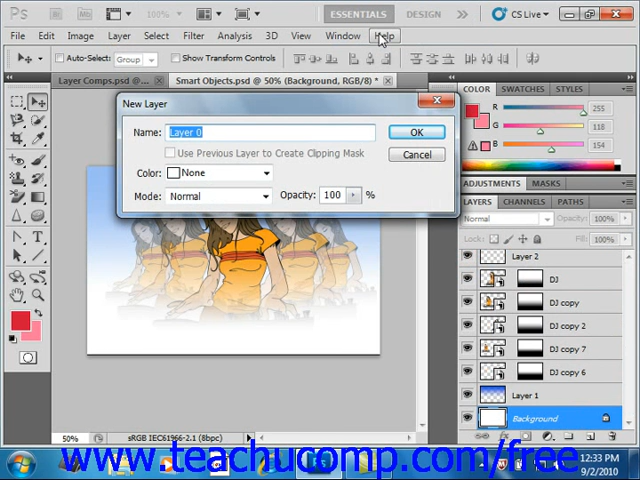 Ps Br Mb 150% ESSENTIALS DESIGN >> CS Live
File Edit Image Layer Select Filter Analysis 3D View Window Help
Auto-Select: Group Show Transform Controls
Layer Comps.psd @ 50%... Smart Objects.psd @ 50% (Background, RGB/8) *
COLOR SWATCHES STYLES
R 255
G 118
B 154
New Layer
Name: Layer 0 OK
Use Previous Layer to Create Clipping Mask Cancel
Color: None
Mode: Normal Opacity: 100 %
ADJUSTMENTS MASKS
LAYERS CHANNELS PATHS
Normal Opacity: 100%
Lock: Fill: 100%
Layer 2
DJ
DJ copy
DJ copy 2
DJ copy 7
DJ copy 6
Layer 1
Background
50% sRGB IEC61966-2.1 (8bpc)
www.teachucomp.com/free
12:33 PM
9/2/2010